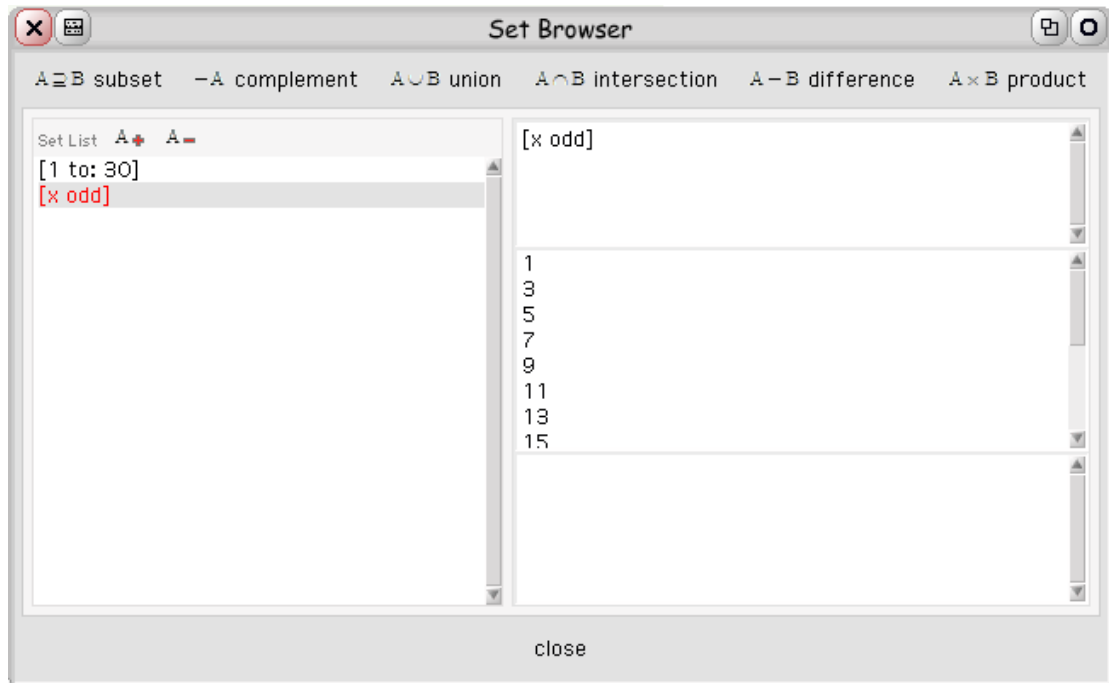 Set Browser
A⊇B subset −A complement A∪B union A∩B intersection A−B difference A×B product
Set List A+ A−
[1 to: 30]
[x odd]
[x odd]
1
3
5
7
9
11
13
15
close